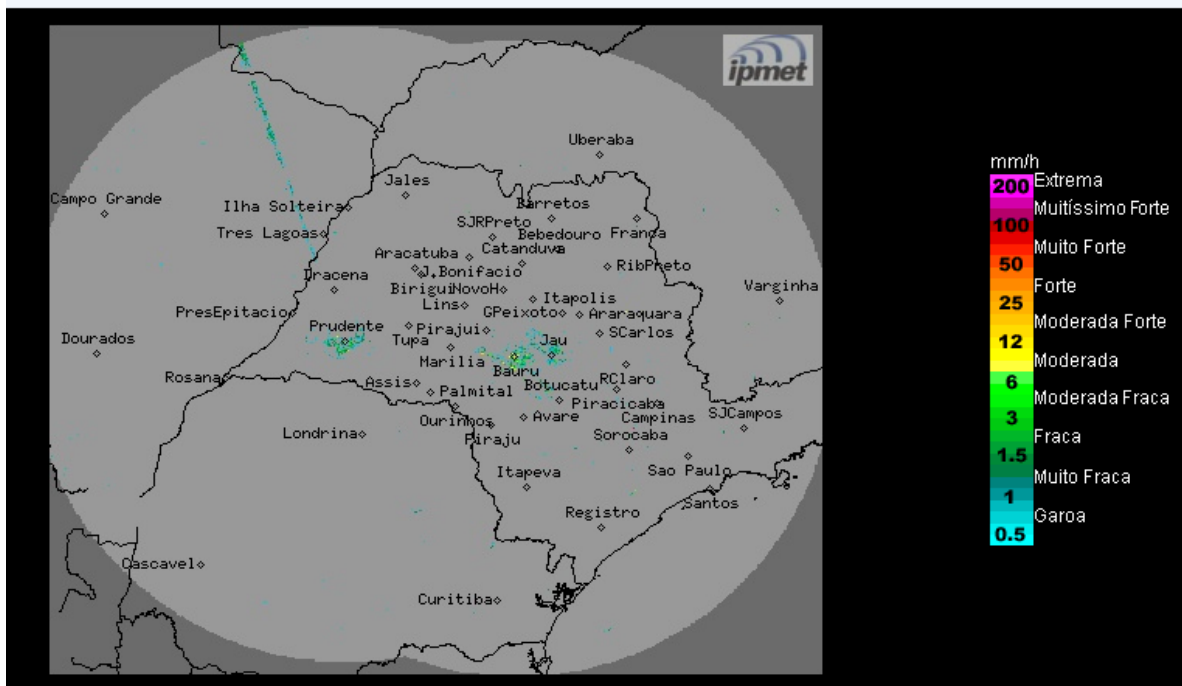 ipmet
Uberaba
Jales
Campo Grande
Ilha Solteira
Barretos
Tres Lagoas
SJRPreto
Bebedouro
Franca
Aracatuba
Catanduva
J.Bonifacio
RibPreto
Dracena
Birigui
NovoH
Varginha
Lins
Itapolis
PresEpitacio
GPeixoto
Araraquara
Prudente
Pirajui
SCarlos
Dourados
Tupa
Jau
Marilia
Bauru
Rosana
Assis
Botucatu
RClaro
Palmital
Piracicaba
Ourinhos
Avare
Campinas
SJCampos
Londrina
Piraju
Sorocaba
Itapeva
Sao Paulo
Santos
Registro
Cascavel
Curitiba
mm/h
200 Extrema
Muitíssimo Forte
100
Muito Forte
50
Forte
25
Moderada Forte
12
Moderada
6
Moderada Fraca
3
Fraca
1.5
Muito Fraca
1
Garoa
0.5